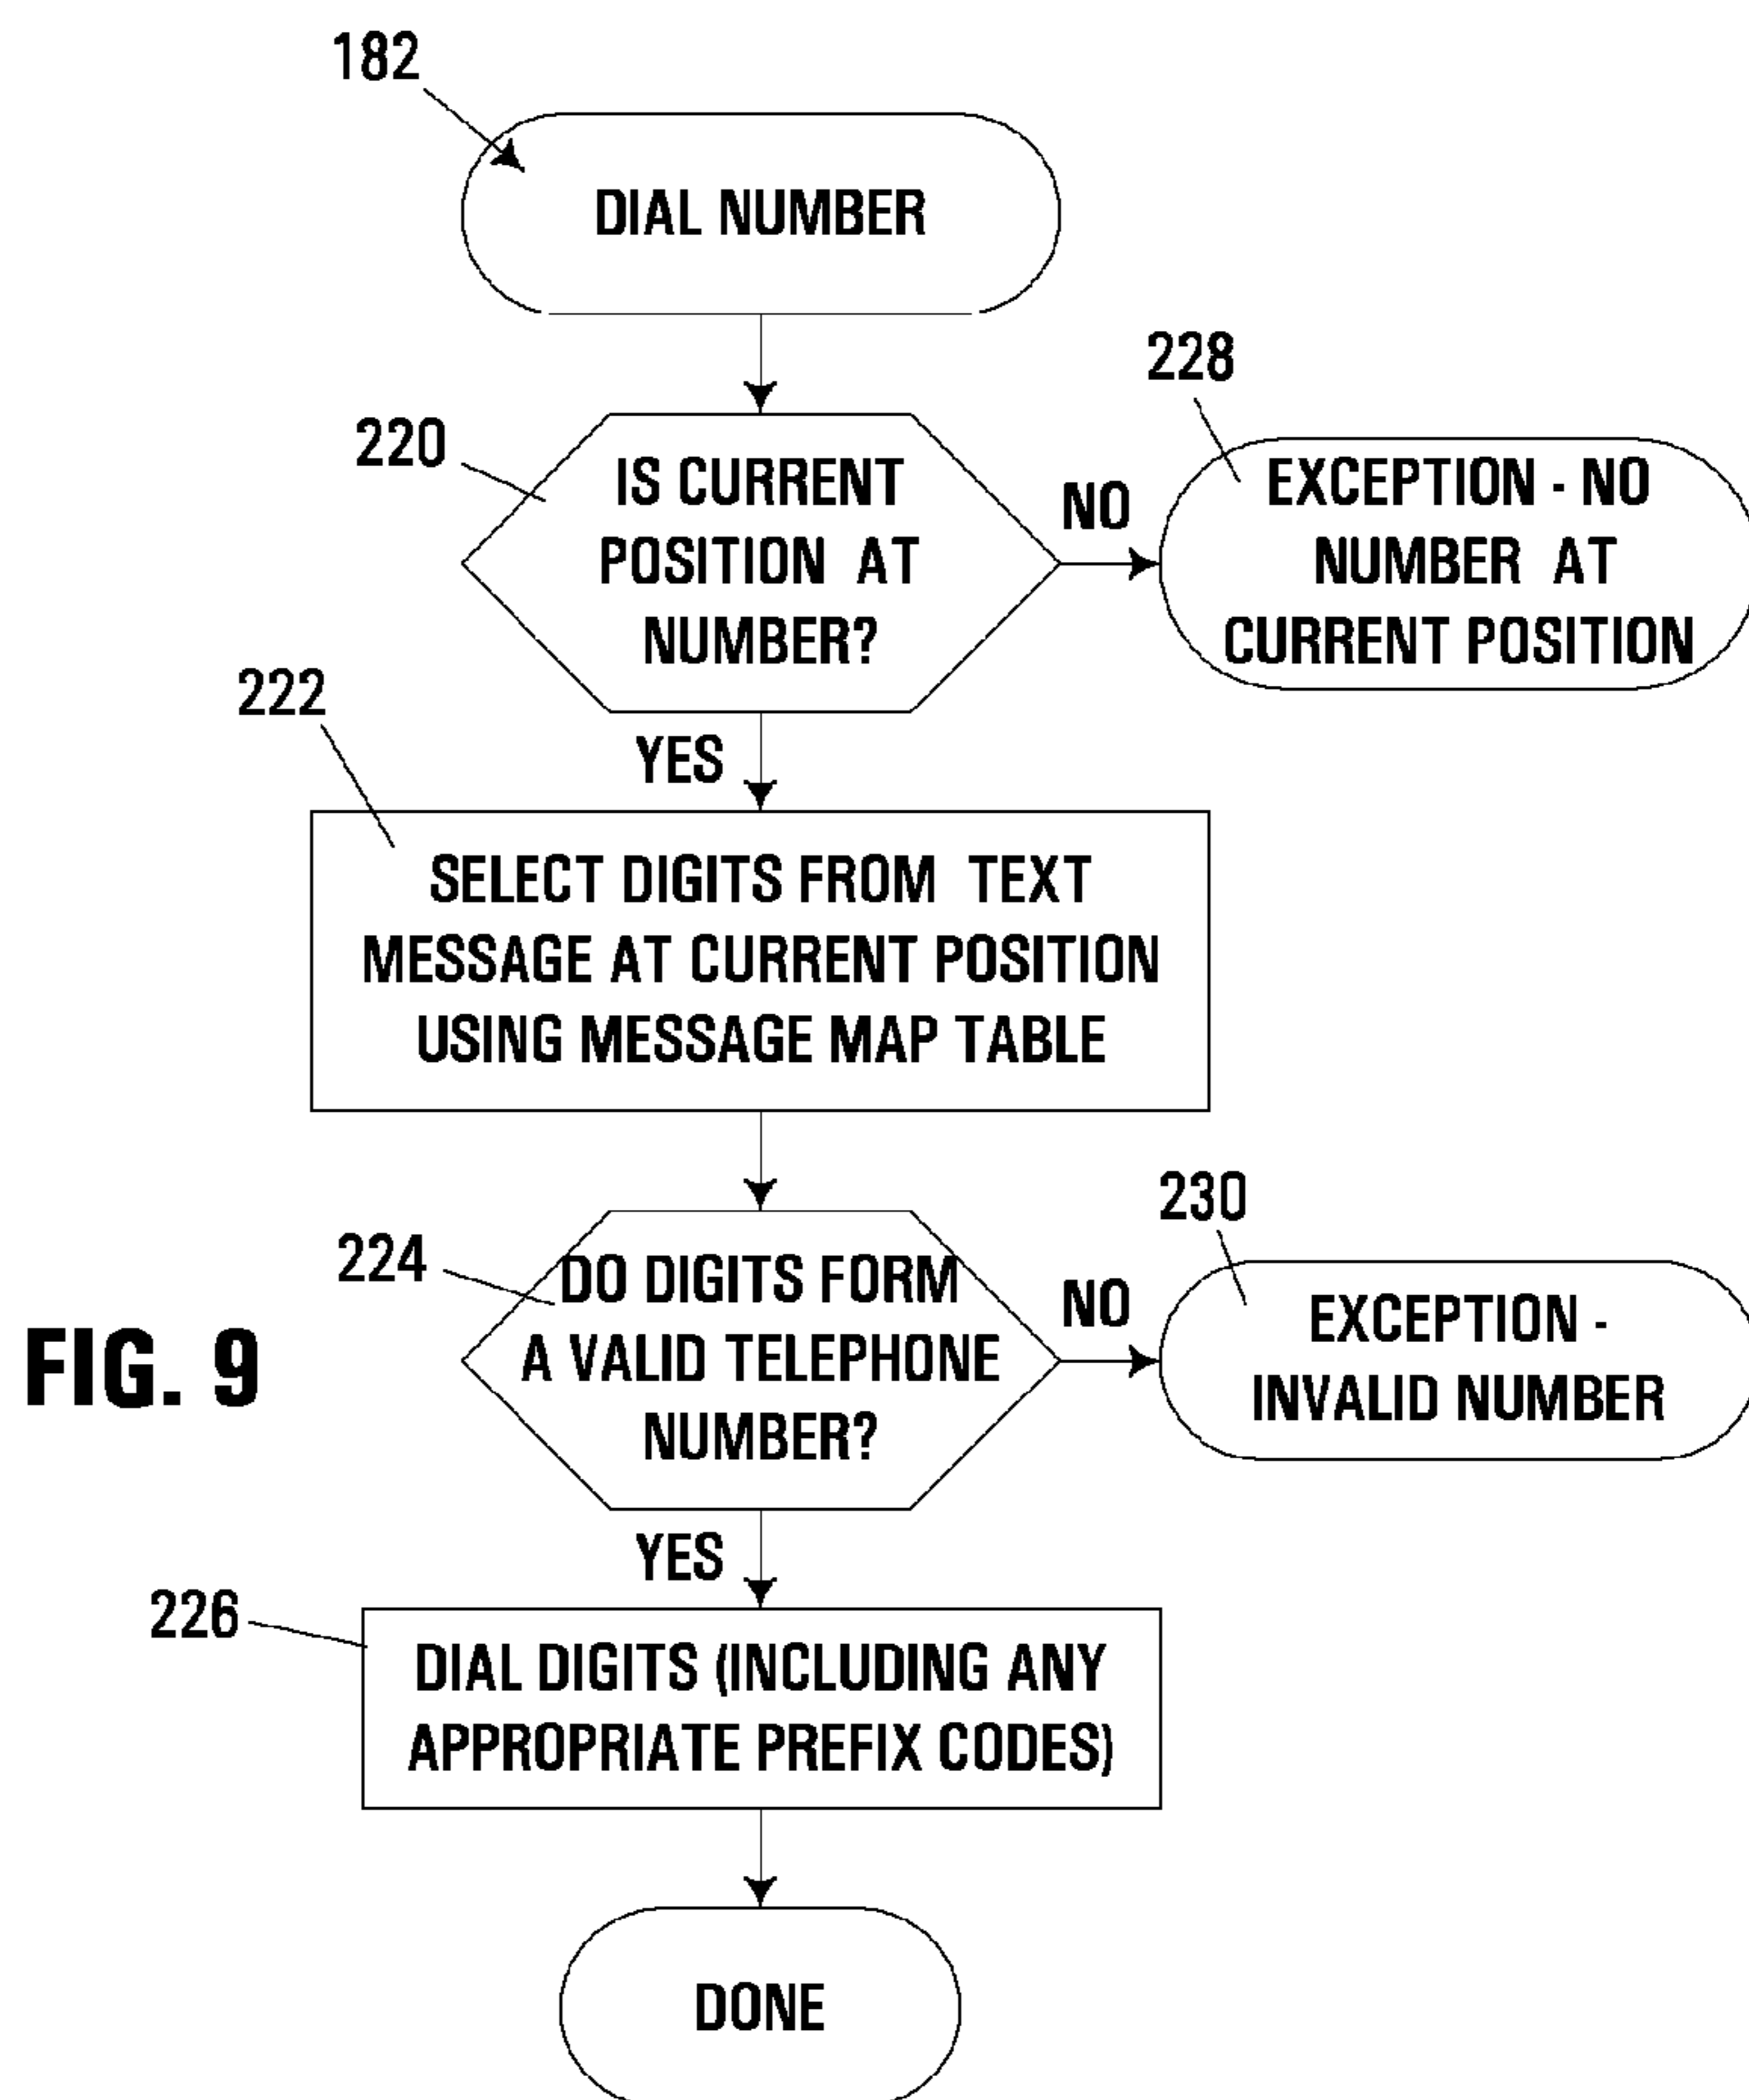 182
DIAL NUMBER
228
220
IS CURRENT
POSITION AT
NUMBER?
NO
EXCEPTION - NO
NUMBER AT
CURRENT POSITION
222
YES
SELECT DIGITS FROM TEXT
MESSAGE AT CURRENT POSITION
USING MESSAGE MAP TABLE
230
224
DO DIGITS FORM
A VALID TELEPHONE
NUMBER?
NO
EXCEPTION -
INVALID NUMBER
FIG. 9
YES
226
DIAL DIGITS (INCLUDING ANY
APPROPRIATE PREFIX CODES)
DONE